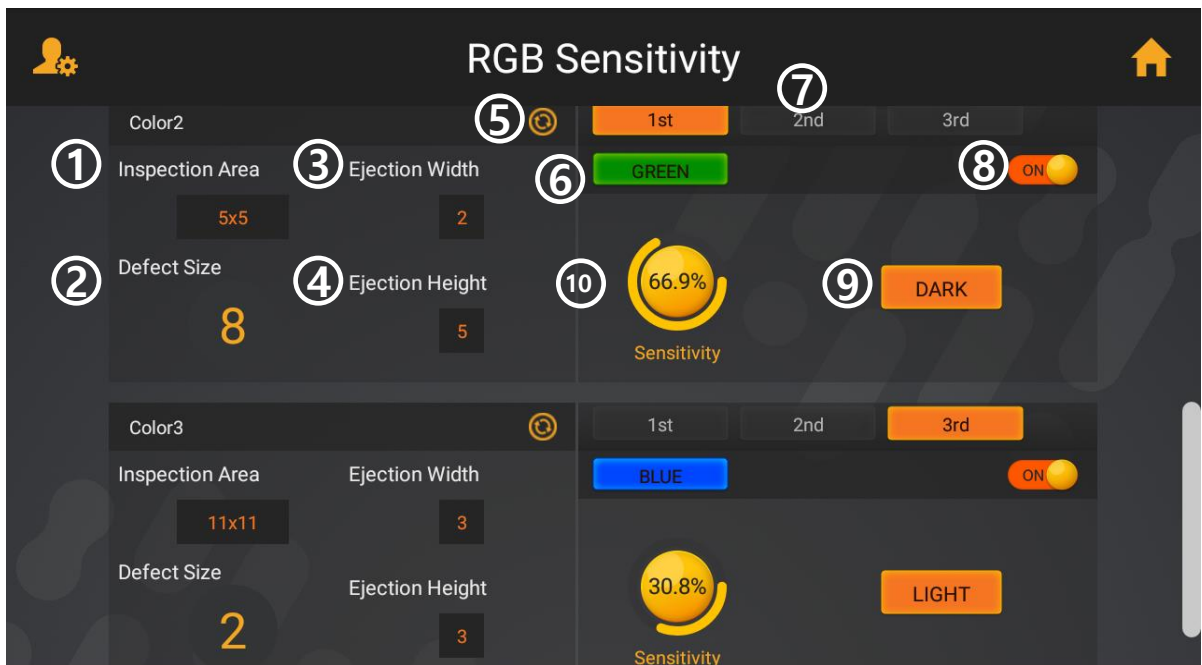 RGB Sensitivity
Color2
⑤
1st
⑦
2nd
3rd
① Inspection Area
③ Ejection Width
⑥ GREEN
⑧ ON
5x5
2
② Defect Size
④ Ejection Height
⑩ 66.9%
⑨ DARK
8
5
Sensitivity
Color3
1st
2nd
3rd
Inspection Area
Ejection Width
BLUE
ON
11x11
3
Defect Size
Ejection Height
30.8%
LIGHT
2
3
Sensitivity